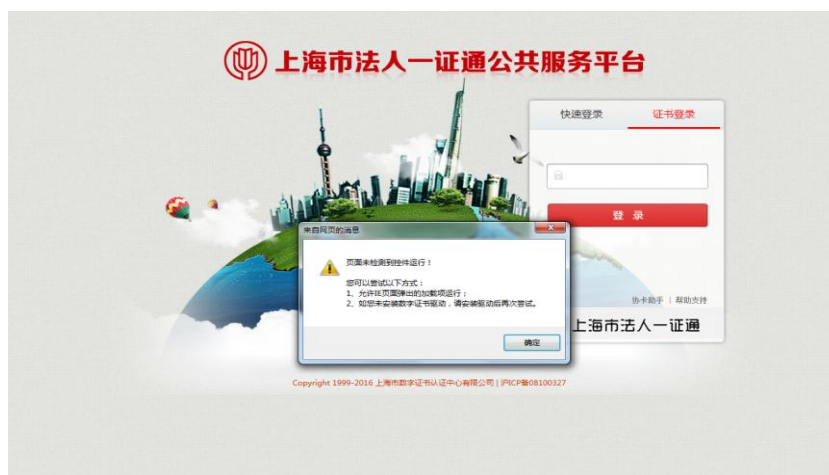 上海市法人一证通公共服务平台
快速登录 证书登录
登 录
来自网页的消息
页面未检测到控件运行！
您可以尝试以下方式：
1、允许IE页面弹出的加载项运行；
2、如您未安装数字证书驱动，请安装驱动后再次尝试。
确定
协卡助手 | 帮助支持
上海市法人一证通
Copyright 1999-2016 上海市数字证书认证中心有限公司 | 沪ICP备08100327